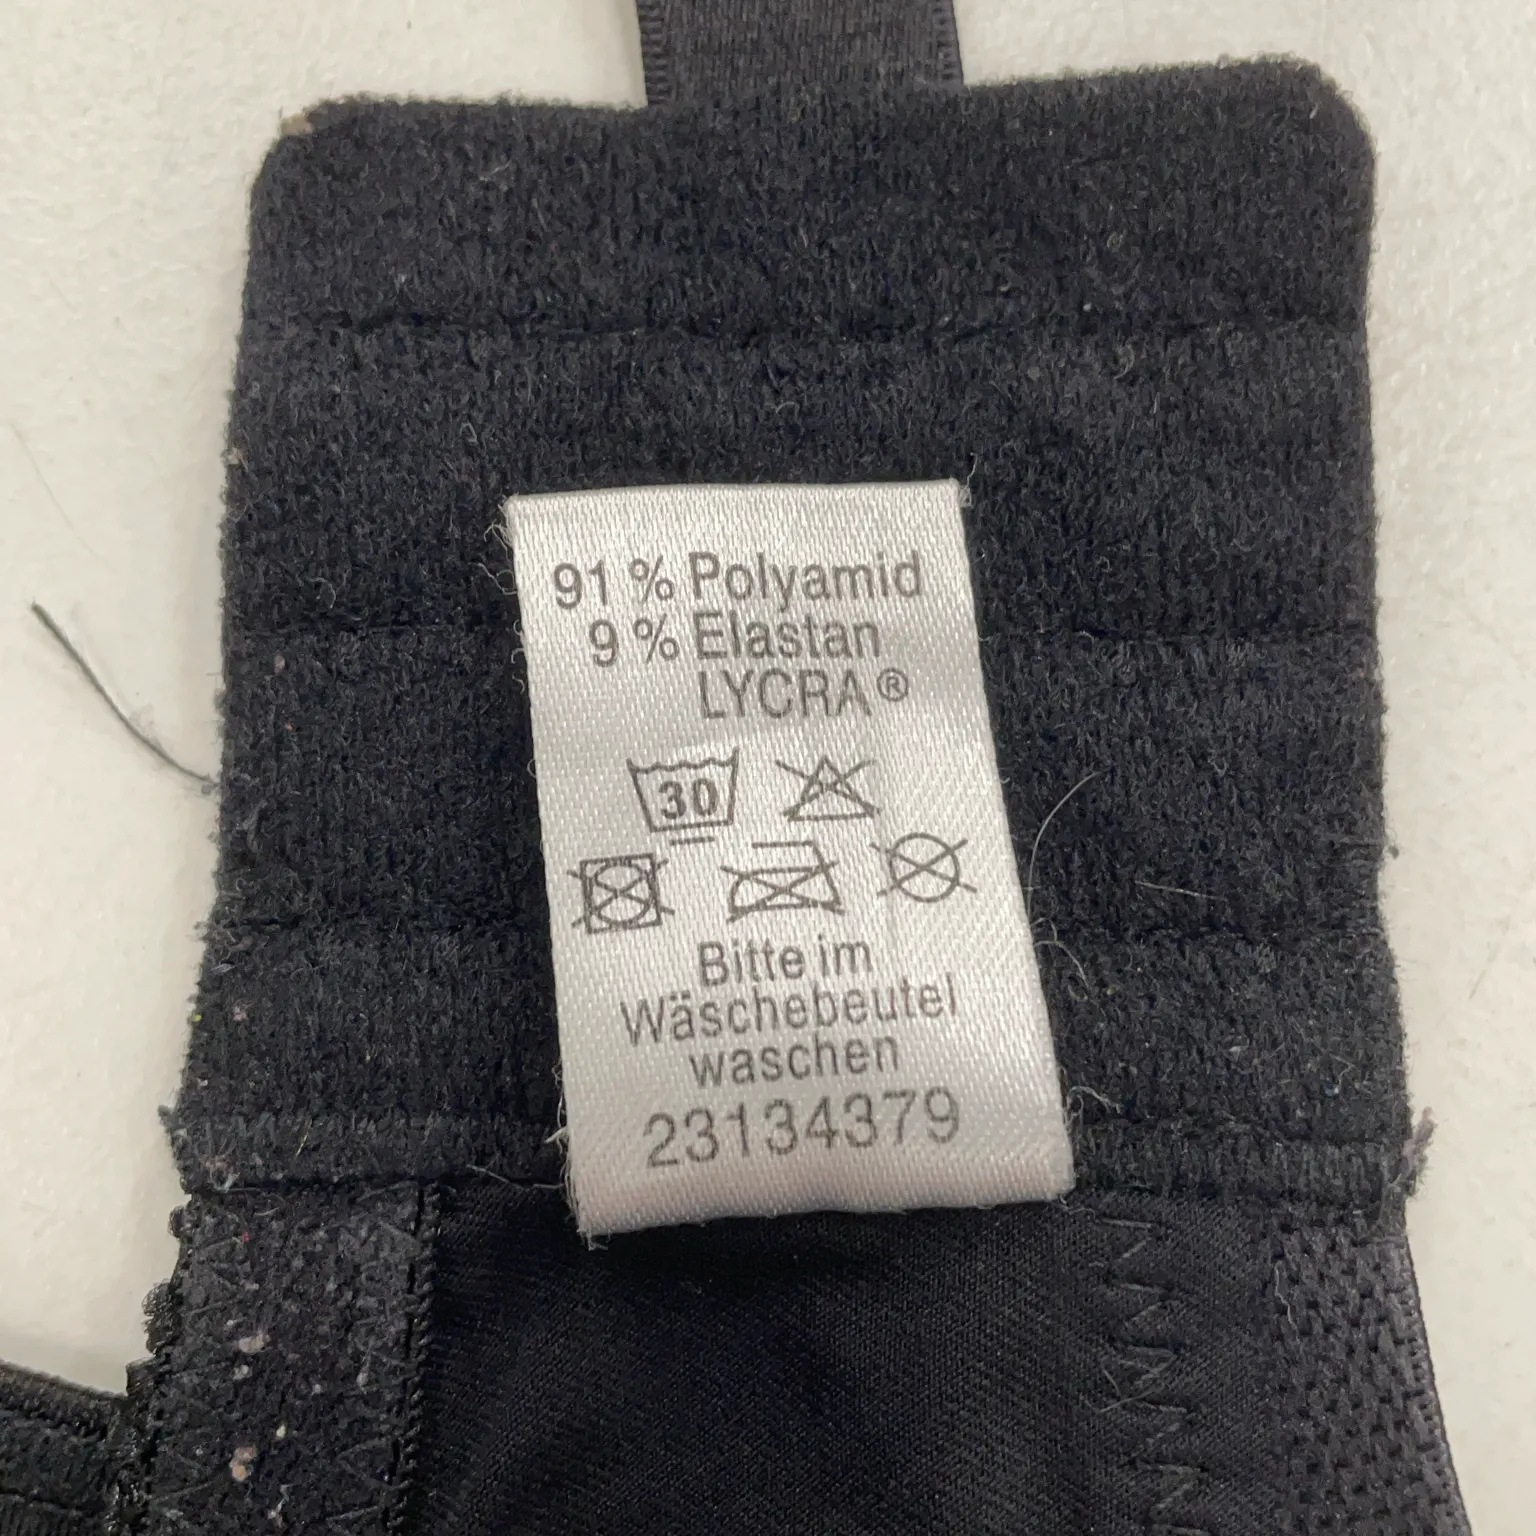 91 % Polyamid
9 % Elastan
LYCRA®
30
Bitte im
Wäschebeutel
waschen
23134379